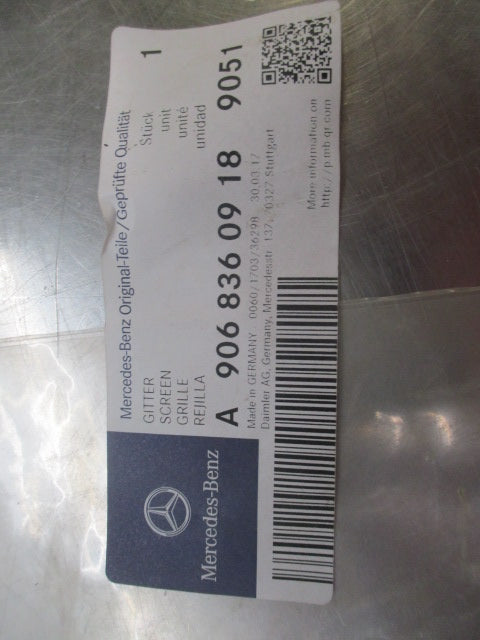 Mercedes-Benz
Mercedes-Benz Original-Teile/Geprüfte Qualität
GITTER
SCREEN
GRILLE
REJILLA
Stück
unit
unité
unidad
1
A 906 836 09 18 9051
Made in GERMANY 0060/1703/36298 30.03.17
Daimler AG, Germany, Mercedesstr. 137, 70327 Stuttgart
More information on
http://p.mb-qr.com